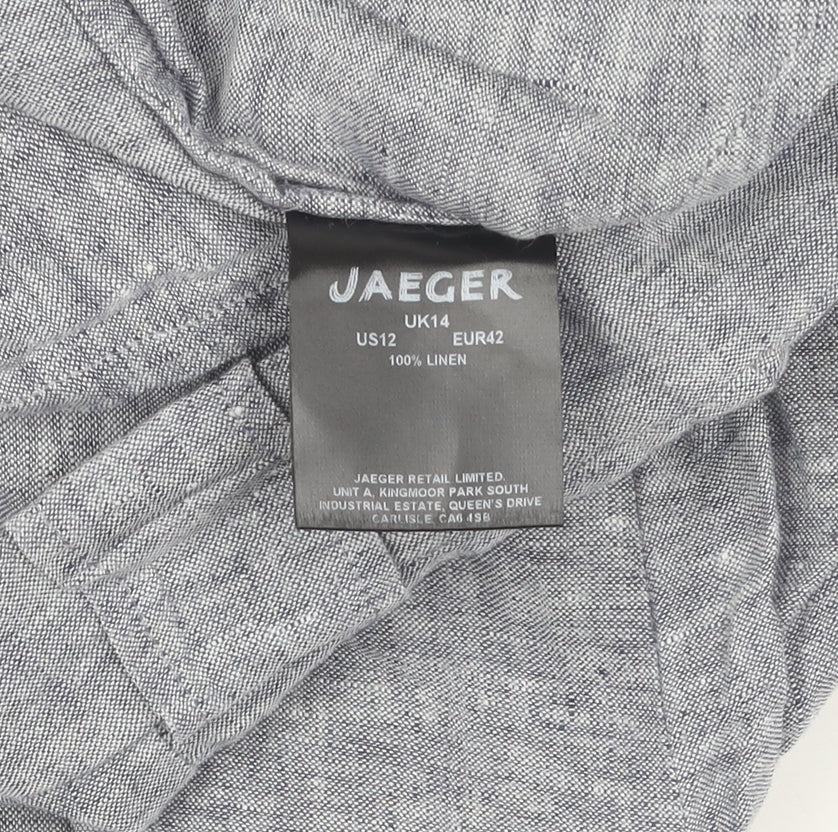 JAEGER
UK14
US12 EUR42
100% LINEN
JAEGER RETAIL LIMITED.
UNIT A, KINGMOOR PARK SOUTH
INDUSTRIAL ESTATE, QUEEN'S DRIVE
CARLISLE CA6 4SB